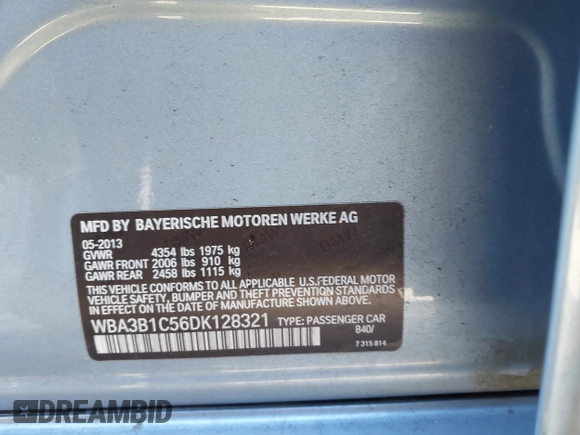 MFD BY BAYERISCHE MOTOREN WERKE AG
05-2013
GVWR 4354 lbs 1975 kg
GAWR FRONT 2006 lbs 910 kg
GAWR REAR 2458 lbs 1115 kg
THIS VEHICLE CONFORMS TO ALL APPLICABLE U.S.FEDERAL MOTOR
VEHICLE SAFETY, BUMPER, AND THEFT PREVENTION STANDARDS
IN EFFECT ON THE DATE OF MANUFACTURE SHOWN ABOVE.
WBA3B1C56DK128321 TYPE: PASSENGER CAR
B40/
7 315 814
DREAMBID